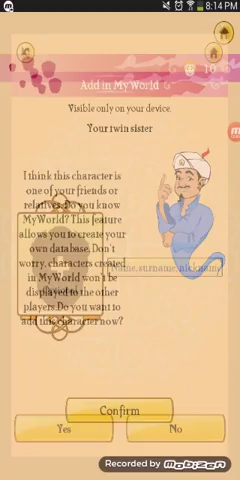 8:14 PM
10
Add in MyWorld
Visible only on your device.
Your twin sister
I think this character is
one of your friends or
relatives.Do you know
MyWorld? This feature
allows you to create your
own database.Don't
worry, characters created
in MyWorld won't be
displayed to the other
players.Do you want to
add this character now?
Name, surname, nickname
Confirm
Yes
No
Recorded by mobizen